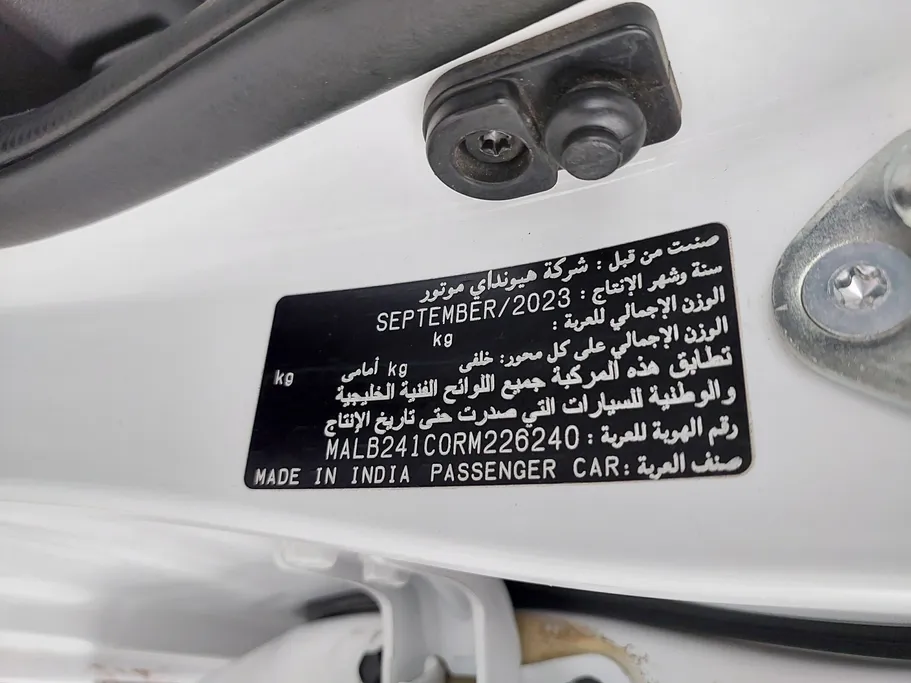 صنعت من قبل : شركة هيونداي موتور
سنة وشهر الإنتاج : SEPTEMBER/2023
الوزن الإجمالي للعربة : kg
الوزن الإجمالي على كل محور: خلفى kg أمامى kg
تطابق هذه المركبة جميع اللوائح الفنية الخليجية
والوطنية للسيارات التي صدرت حتى تاريخ الإنتاج
رقم الهوية للعربة : MALB241CORM226240
صنف العربة : PASSENGER CAR MADE IN INDIA